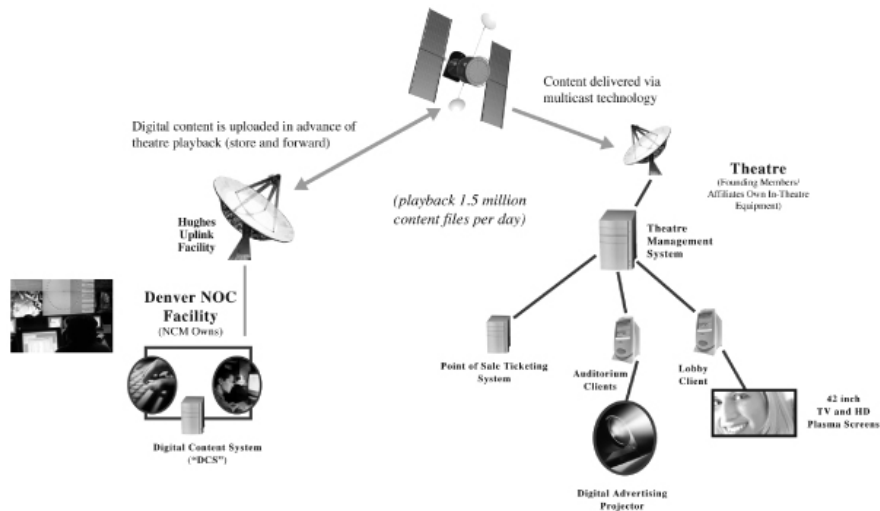 Content delivered via
multicast technology
Digital content is uploaded in advance of
theatre playback (store and forward)
Theatre
(Founding Members/
Affiliates Own In-Theatre
Equipment)
(playback 1.5 million
content files per day)
Hughes
Uplink
Facility
Theatre
Management
System
Denver NOC
Facility
(NCM Owns)
Point of Sale Ticketing
System
Auditorium
Clients
Lobby
Client
42 inch
TV and HD
Plasma Screens
Digital Content System
("DCS")
Digital Advertising
Projector